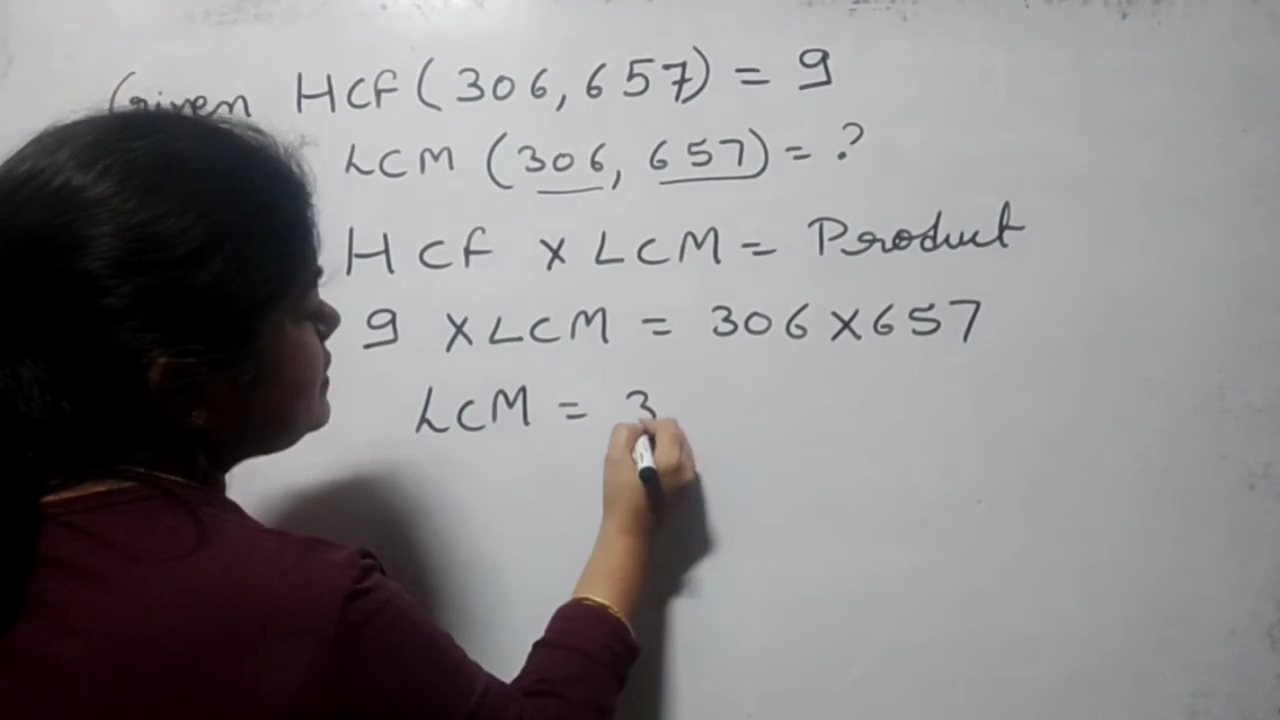 Given HCF (306, 657) = 9
LCM (306, 657) = ?
HCF × LCM = Product
9 × LCM = 306 × 657
LCM = 3